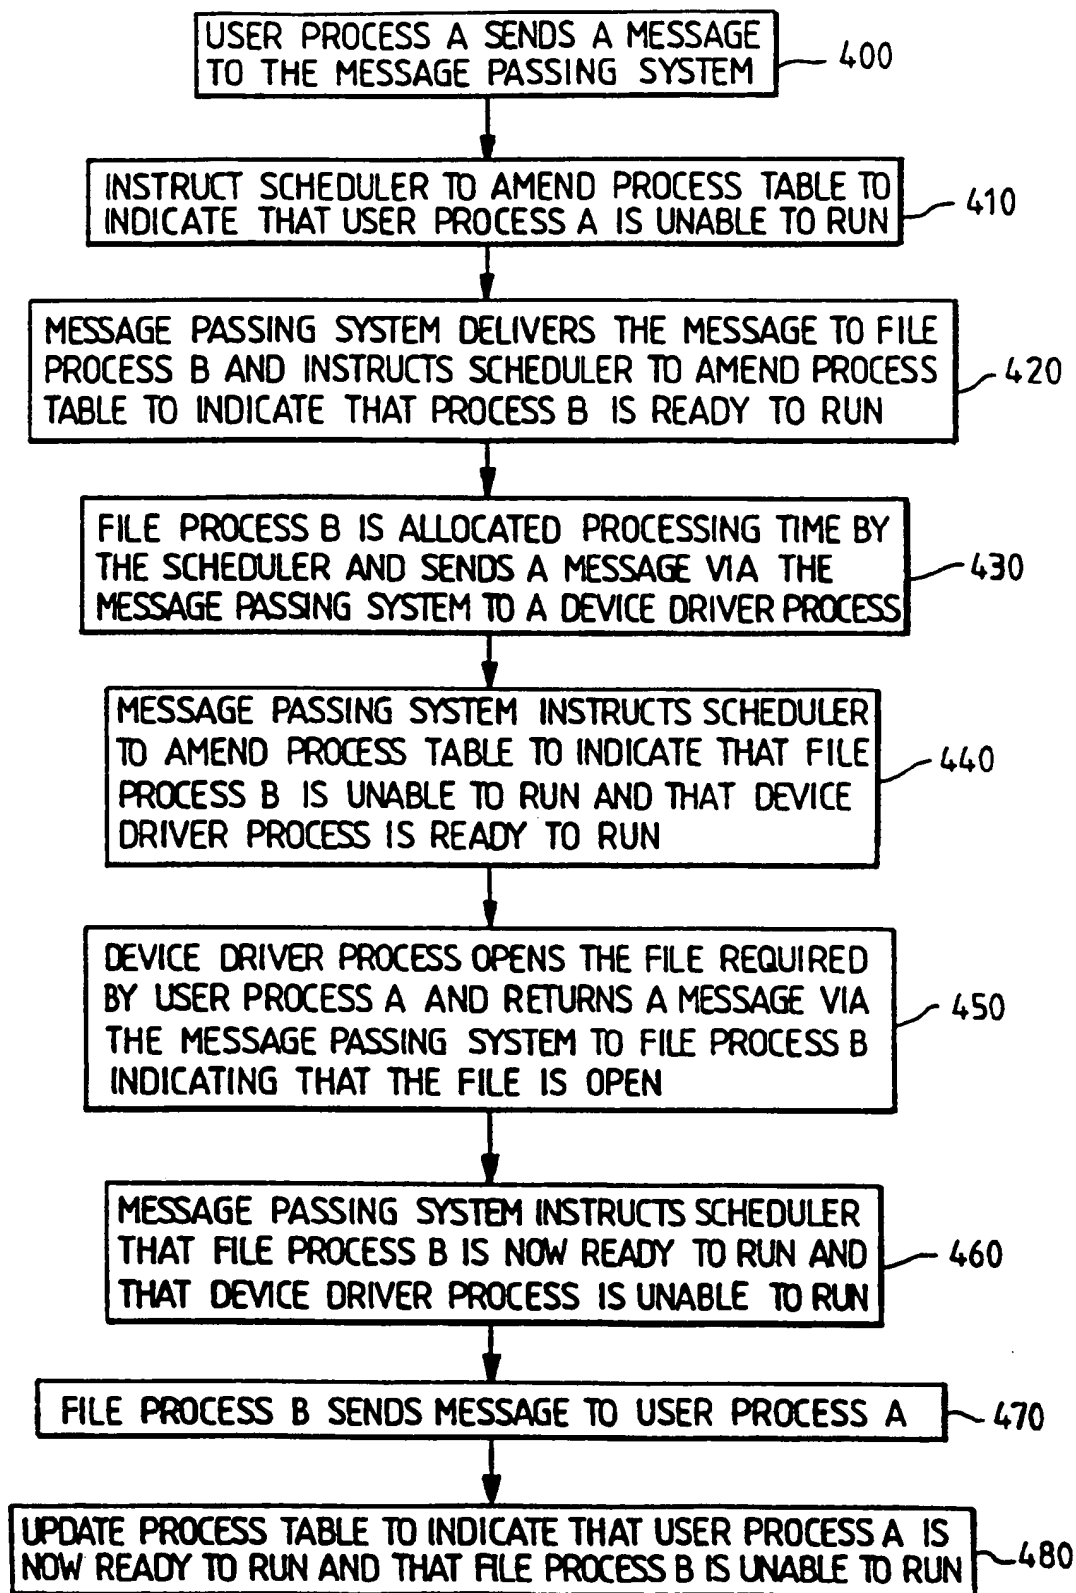 USER PROCESS A SENDS A MESSAGE
TO THE MESSAGE PASSING SYSTEM
400
INSTRUCT SCHEDULER TO AMEND PROCESS TABLE TO
INDICATE THAT USER PROCESS A IS UNABLE TO RUN
410
MESSAGE PASSING SYSTEM DELIVERS THE MESSAGE TO FILE
PROCESS B AND INSTRUCTS SCHEDULER TO AMEND PROCESS
TABLE TO INDICATE THAT PROCESS B IS READY TO RUN
420
FILE PROCESS B IS ALLOCATED PROCESSING TIME BY
THE SCHEDULER AND SENDS A MESSAGE VIA THE
MESSAGE PASSING SYSTEM TO A DEVICE DRIVER PROCESS
430
MESSAGE PASSING SYSTEM INSTRUCTS SCHEDULER
TO AMEND PROCESS TABLE TO INDICATE THAT FILE
PROCESS B IS UNABLE TO RUN AND THAT DEVICE
DRIVER PROCESS IS READY TO RUN
440
DEVICE DRIVER PROCESS OPENS THE FILE REQUIRED
BY USER PROCESS A AND RETURNS A MESSAGE VIA
THE MESSAGE PASSING SYSTEM TO FILE PROCESS B
INDICATING THAT THE FILE IS OPEN
450
MESSAGE PASSING SYSTEM INSTRUCTS SCHEDULER
THAT FILE PROCESS B IS NOW READY TO RUN AND
THAT DEVICE DRIVER PROCESS IS UNABLE TO RUN
460
FILE PROCESS B SENDS MESSAGE TO USER PROCESS A
470
UPDATE PROCESS TABLE TO INDICATE THAT USER PROCESS A IS
NOW READY TO RUN AND THAT FILE PROCESS B IS UNABLE TO RUN
480